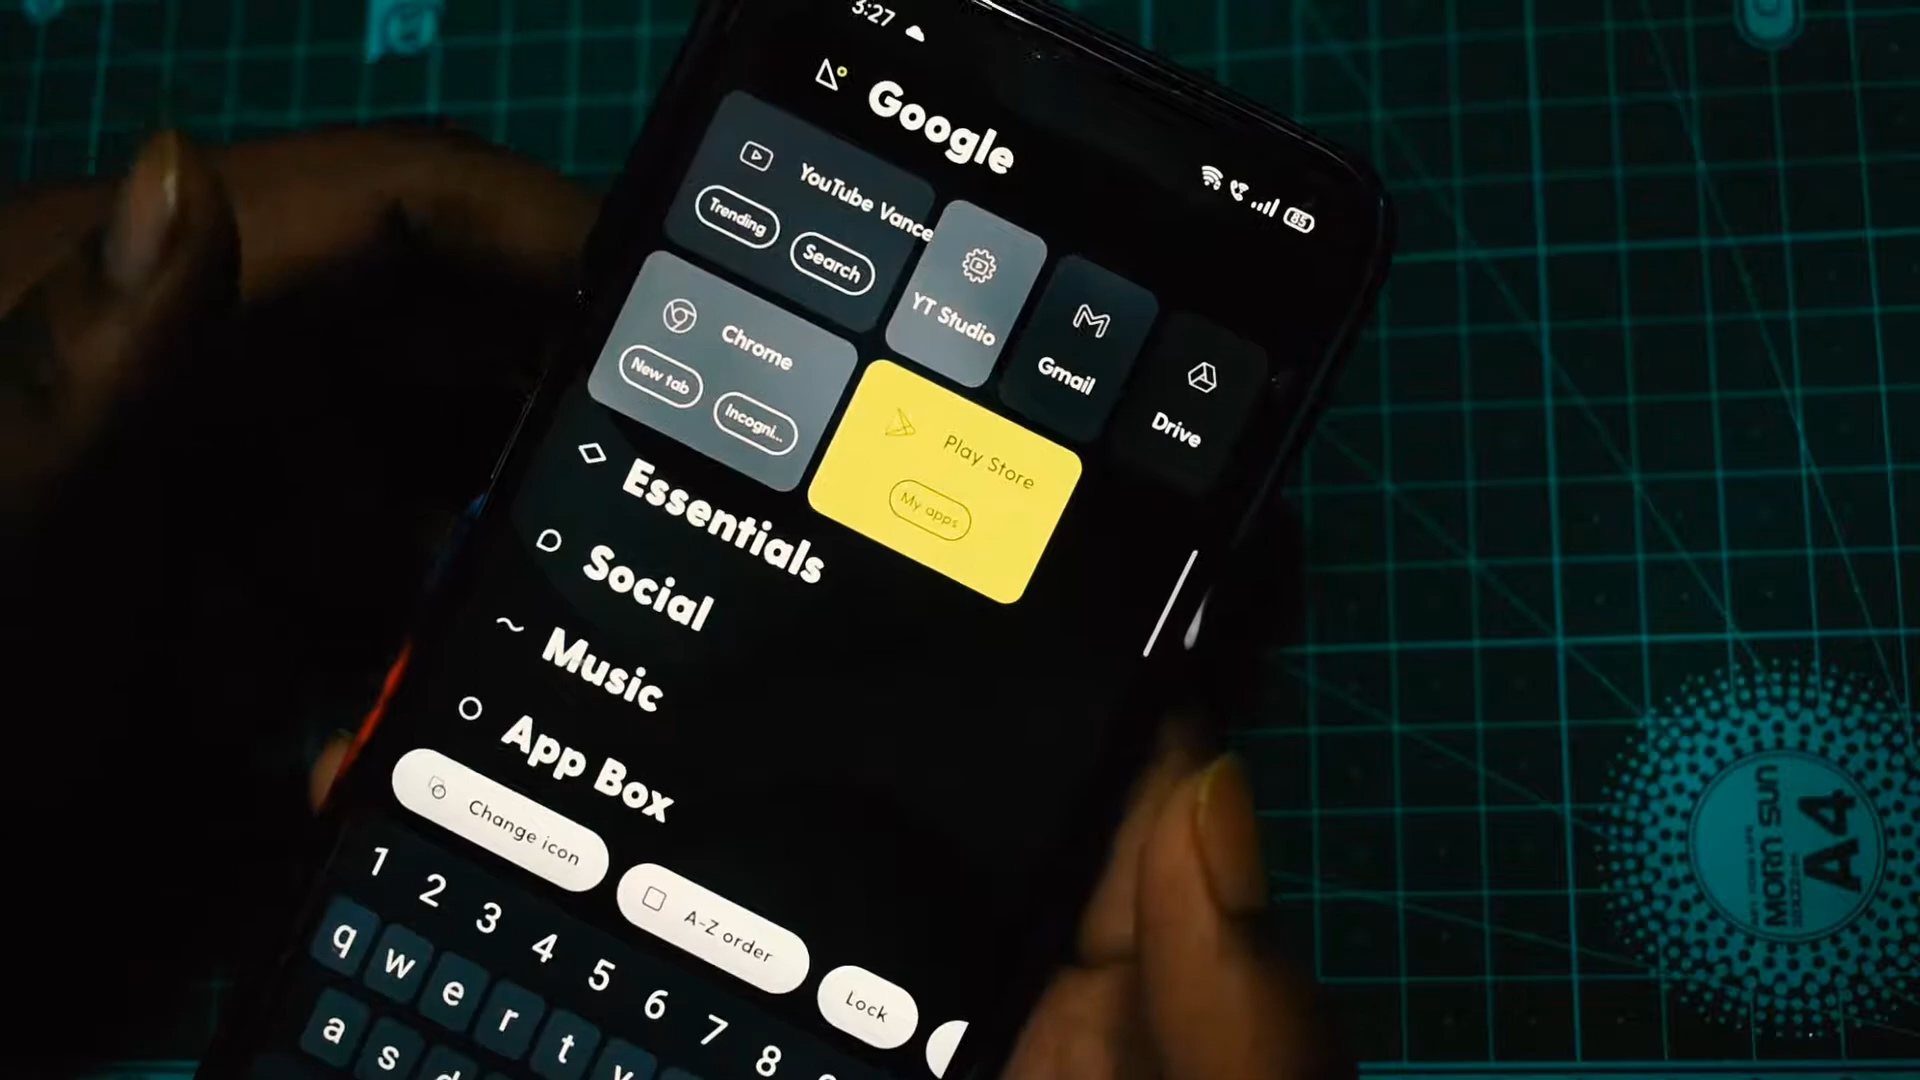 3:27
85
Google
YouTube Vance
Trending
Search
YT Studio
Gmail
Drive
Chrome
New tab
Incogni...
Play Store
My apps
Essentials
Social
Music
App Box
Change icon
A-Z order
Lock
1 2 3 4 5 6 7 8
q w e r t
a s
MORN SUN
A4